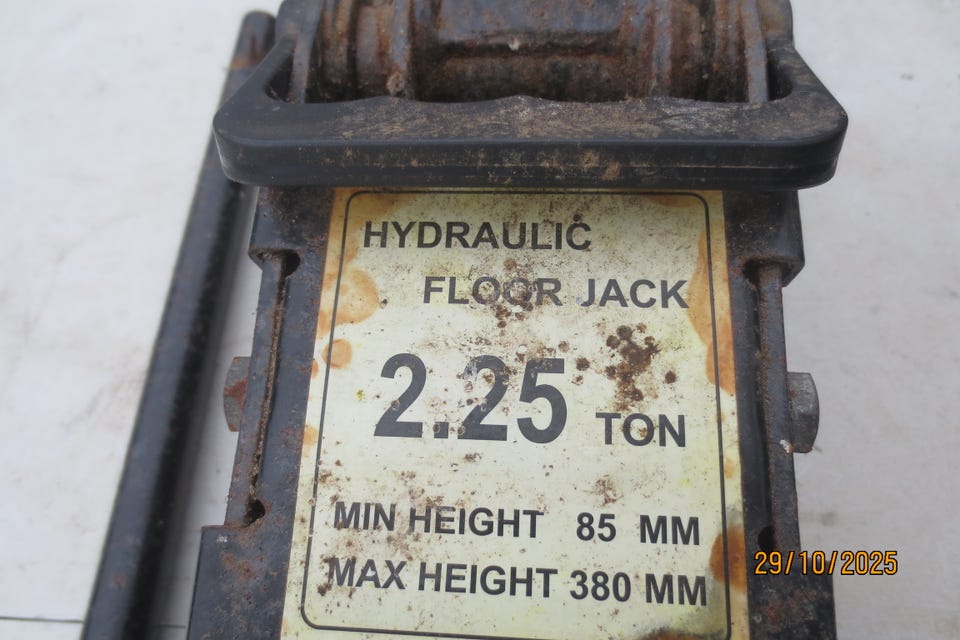 HYDRAULIC
FLOOR JACK
2.25 TON
MIN HEIGHT 85 MM
MAX HEIGHT 380 MM
29/10/2025